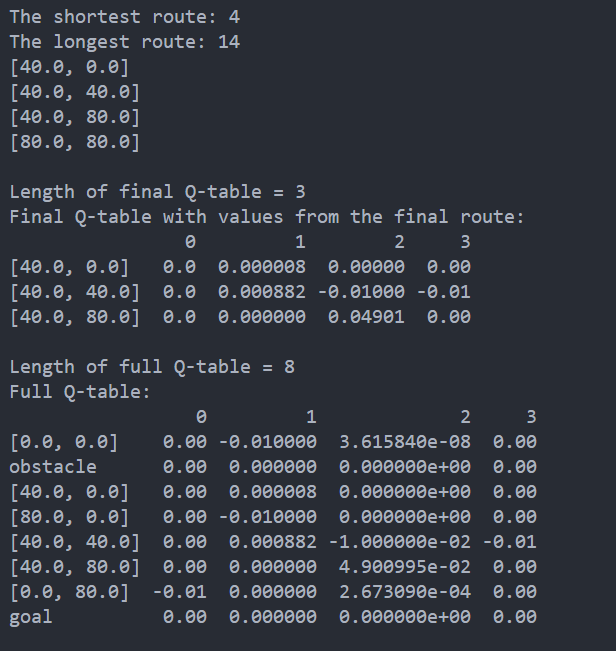 The shortest route: 4
The longest route: 14
[40.0, 0.0]
[40.0, 40.0]
[40.0, 80.0]
[80.0, 80.0]

Length of final Q-table = 3
Final Q-table with values from the final route:
                0         1        2     3
[40.0, 0.0]   0.0  0.000008  0.00000  0.00
[40.0, 40.0]  0.0  0.000882 -0.01000 -0.01
[40.0, 80.0]  0.0  0.000000  0.04901  0.00

Length of full Q-table = 8
Full Q-table:
                 0         1             2     3
[0.0, 0.0]    0.00 -0.010000  3.615840e-08  0.00
obstacle      0.00  0.000000  0.000000e+00  0.00
[40.0, 0.0]   0.00  0.000008  0.000000e+00  0.00
[80.0, 0.0]   0.00 -0.010000  0.000000e+00  0.00
[40.0, 40.0]  0.00  0.000882 -1.000000e-02 -0.01
[40.0, 80.0]  0.00  0.000000  4.900995e-02  0.00
[0.0, 80.0]  -0.01  0.000000  2.673090e-04  0.00
goal          0.00  0.000000  0.000000e+00  0.00